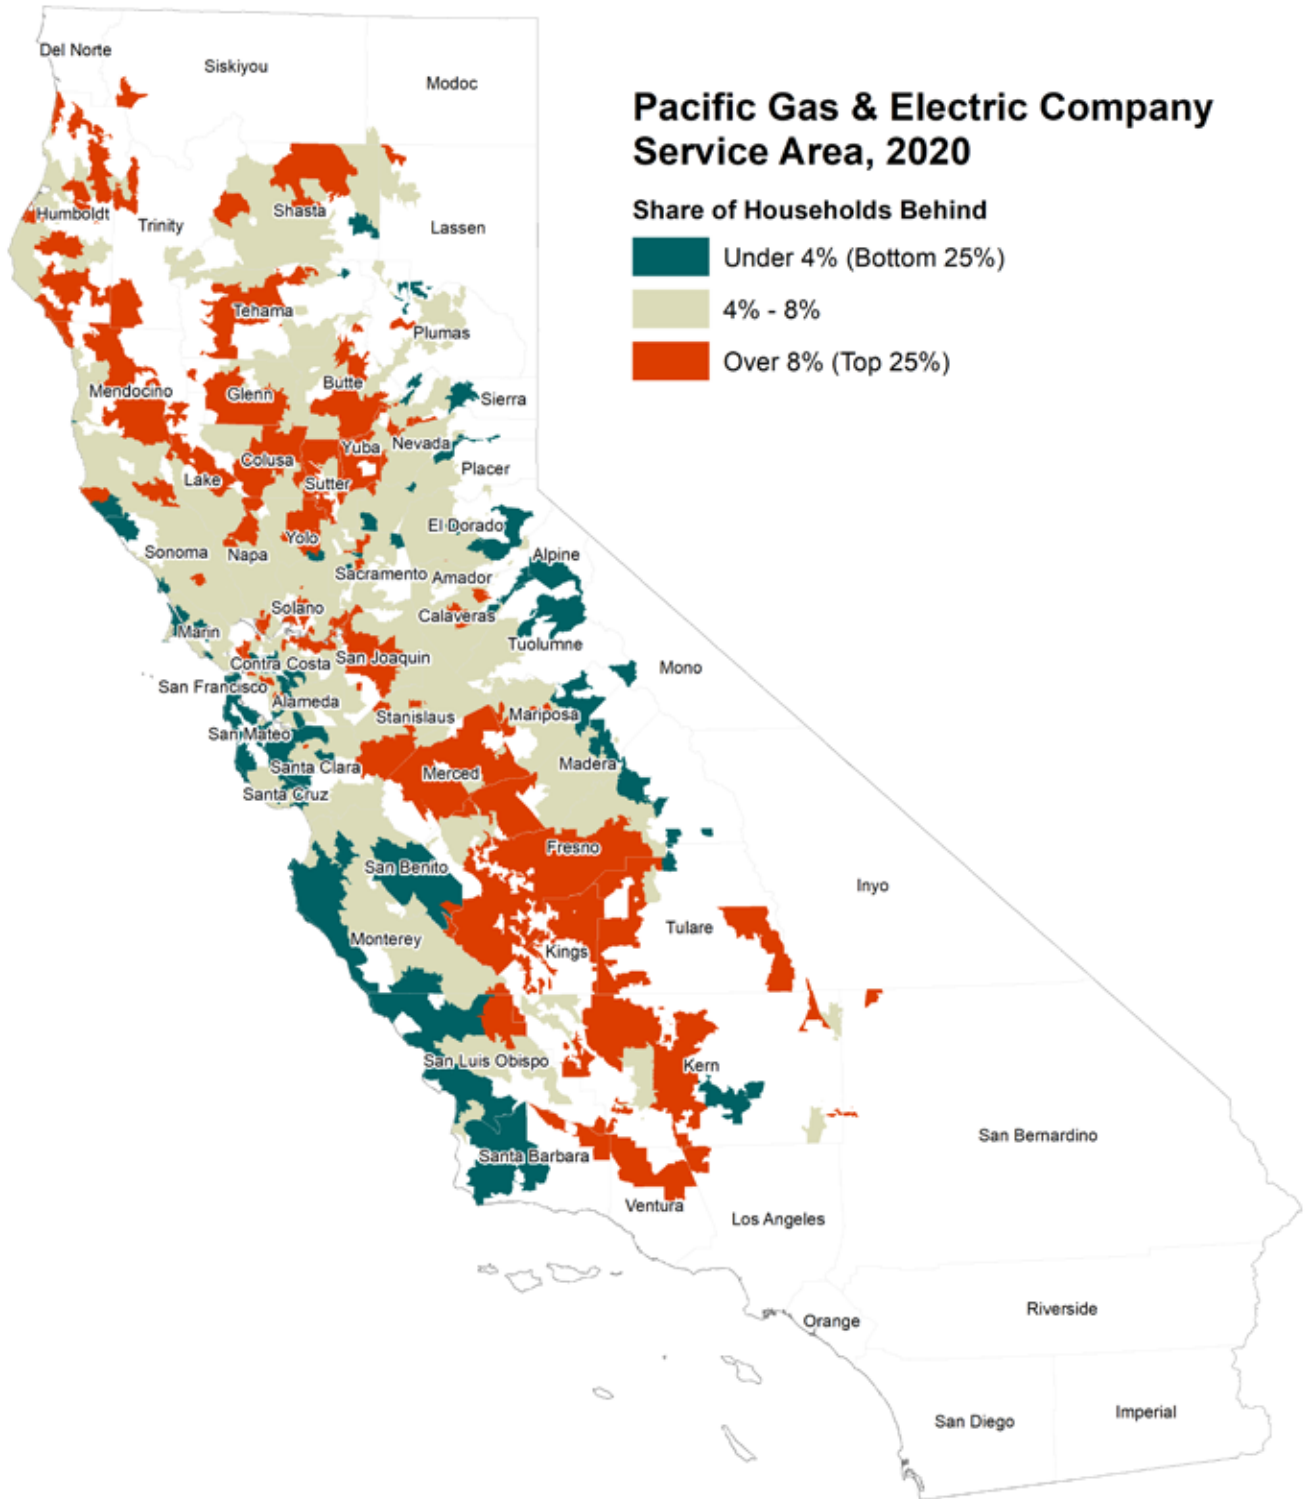 Pacific Gas & Electric Company
Service Area, 2020
Share of Households Behind
Under 4% (Bottom 25%)
4% - 8%
Over 8% (Top 25%)
Del Norte
Siskiyou
Modoc
Humboldt
Trinity
Shasta
Lassen
Tehama
Plumas
Mendocino
Glenn
Butte
Sierra
Colusa
Yuba
Nevada
Lake
Sutter
Placer
Sonoma
Napa
Yolo
El Dorado
Alpine
Sacramento
Amador
Solano
Calaveras
Marin
Tuolumne
Contra Costa
San Joaquin
Mono
San Francisco
Alameda
Stanislaus
Mariposa
San Mateo
Santa Clara
Merced
Madera
Santa Cruz
Fresno
San Benito
Inyo
Monterey
Kings
Tulare
San Luis Obispo
Kern
San Bernardino
Santa Barbara
Ventura
Los Angeles
Orange
Riverside
San Diego
Imperial